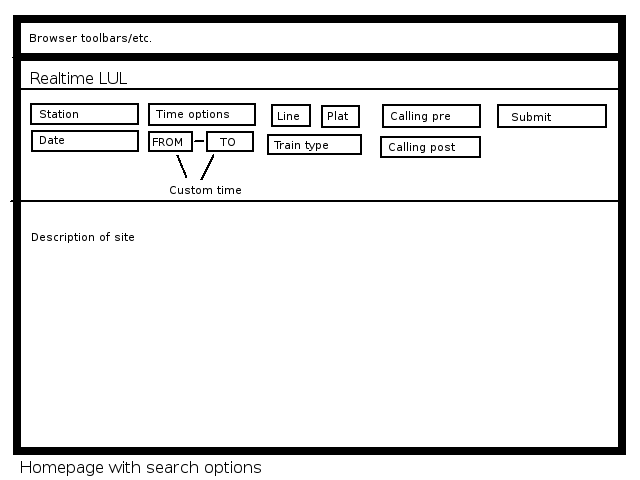 Browser toolbars/etc.
Realtime LUL
Station Time options Line Plat Calling pre Submit
Date FROM TO Train type Calling post
Custom time
Description of site
Homepage with search options